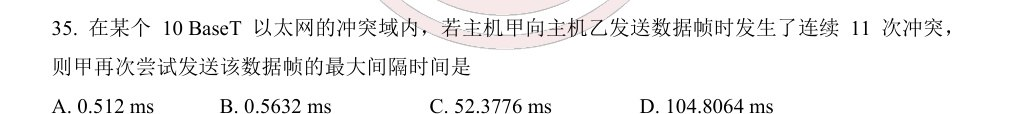 35. 在某个 10 BaseT 以太网的冲突域内，若主机甲向主机乙发送数据帧时发生了连续 11 次冲突，
则甲再次尝试发送该数据帧的最大间隔时间是
A. 0.512 ms B. 0.5632 ms C. 52.3776 ms D. 104.8064 ms